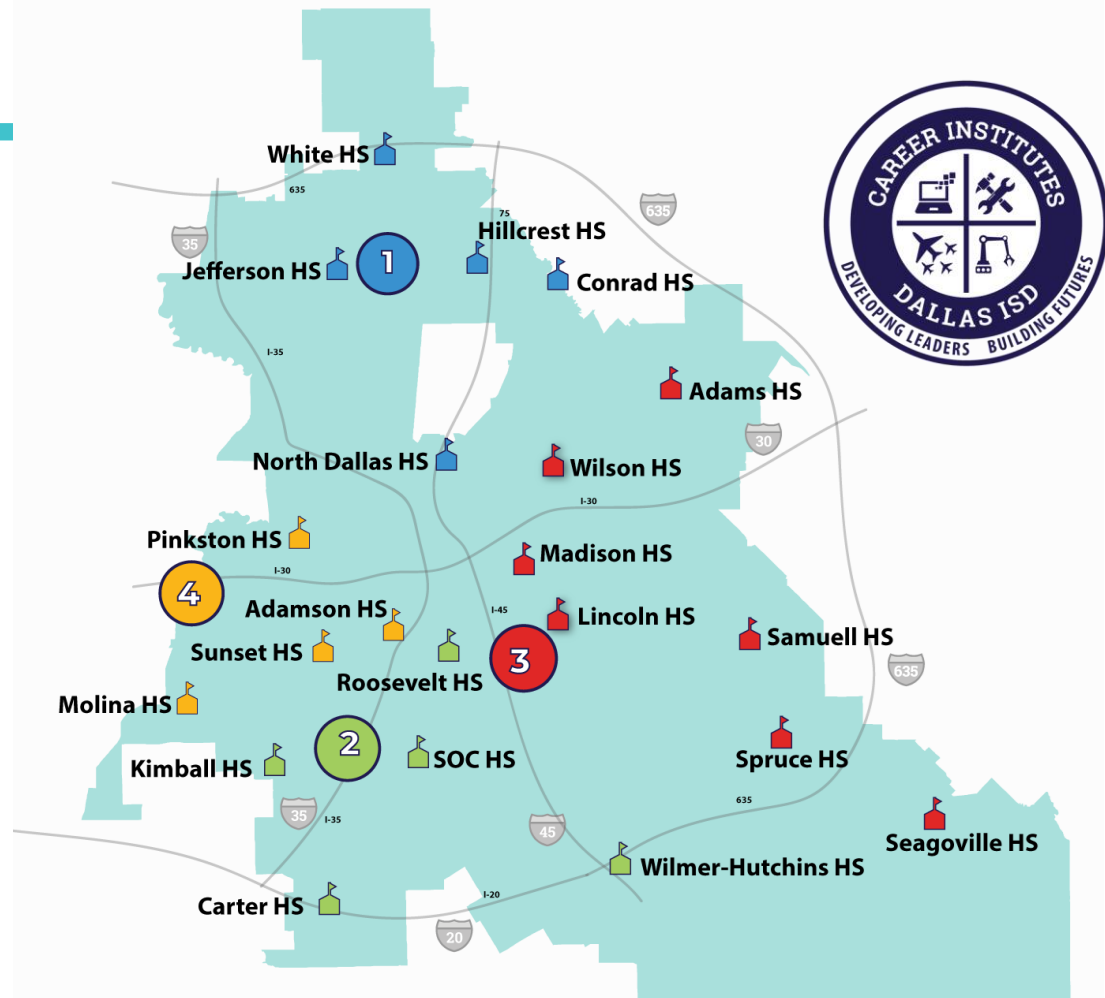 White HS
635
75
635
35
Hillcrest HS
Jefferson HS
1
Conrad HS
I-35
Adams HS
30
North Dallas HS
Wilson HS
I-30
Pinkston HS
Madison HS
I-30
4
Adamson HS
I-45
Lincoln HS
Samuell HS
Sunset HS
3
635
Roosevelt HS
Molina HS
2
SOC HS
Spruce HS
Kimball HS
635
35
I-35
45
Seagoville HS
Wilmer-Hutchins HS
I-20
Carter HS
20
CAREER INSTITUTES
DALLAS ISD
DEVELOPING LEADERS BUILDING FUTURES